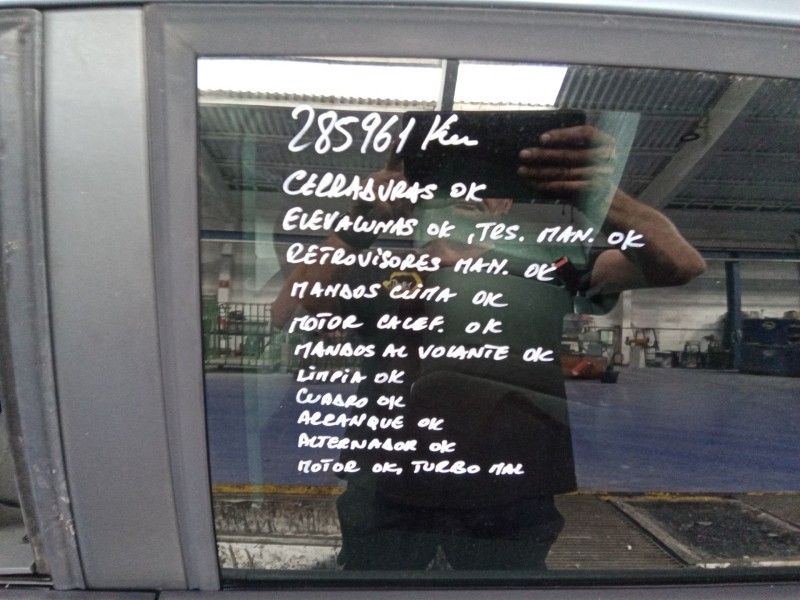 285961 Km
CERRADURAS OK
ELEVALUNAS OK, TRS. MAN. OK
RETROVISORES MAN. OK
MANDOS CLIMA OK
MOTOR CALEF. OK
MANDOS AL VOLANTE OK
LIMPIA OK
CUADRO OK
ARRANQUE OK
ALTERNADOR OK
MOTOR OK, TURBO MAL